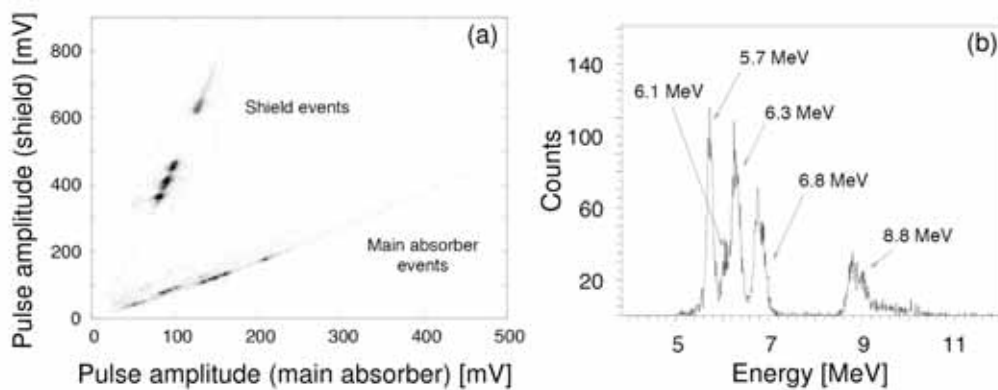 (a)
Pulse amplitude (shield) [mV]
800
600
400
200
0
Shield events
Main absorber
events
0
100
200
300
400
500
Pulse amplitude (main absorber) [mV]
(b)
Counts
140
100
60
20
5.7 MeV
6.1 MeV
6.3 MeV
6.8 MeV
8.8 MeV
5
7
9
11
Energy [MeV]